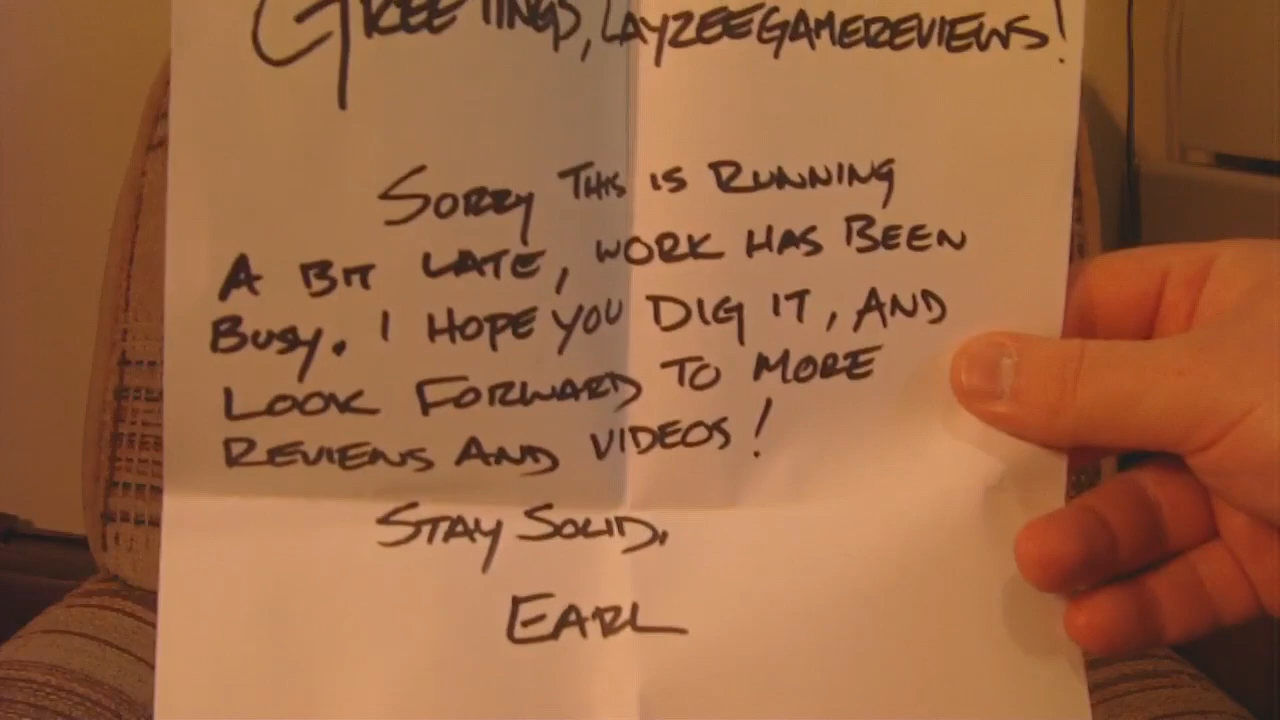 GREETINGS, LAYZEEGAMEREVIEWS!
SORRY THIS IS RUNNING
A BIT LATE, WORK HAS BEEN
BUSY. I HOPE YOU DIG IT, AND
LOOK FORWARD TO MORE
REVIEWS AND VIDEOS!
STAY SOLID.
EARL